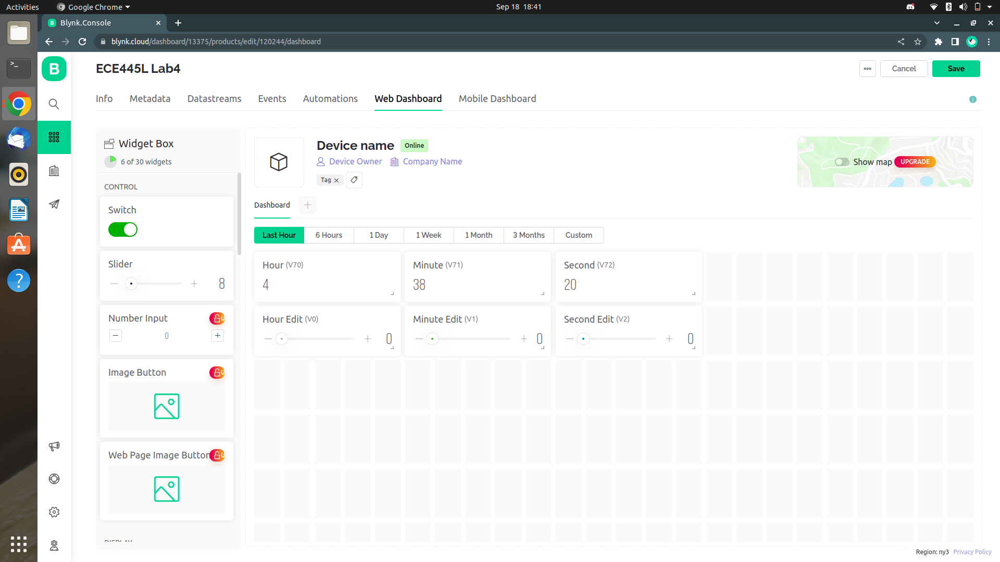 Activities
Google Chrome
Sep 18 18:41
Blynk.Console
blynk.cloud/dashboard/13375/products/edit/120244/dashboard
B
ECE445L Lab4
Cancel
Save
Info
Metadata
Datastreams
Events
Automations
Web Dashboard
Mobile Dashboard
Widget Box
6 of 30 widgets
CONTROL
Switch
Slider
8
Number Input
U
0
Image Button
U
Web Page Image Button
U
Device name
Online
Device Owner
Company Name
Tag
Show map
UPGRADE
Dashboard
Last Hour
6 Hours
1 Day
1 Week
1 Month
3 Months
Custom
Hour (V70)
4
Minute (V71)
38
Second (V72)
20
Hour Edit (V0)
0
Minute Edit (V1)
0
Second Edit (V2)
0
Region: ny3
Privacy Policy